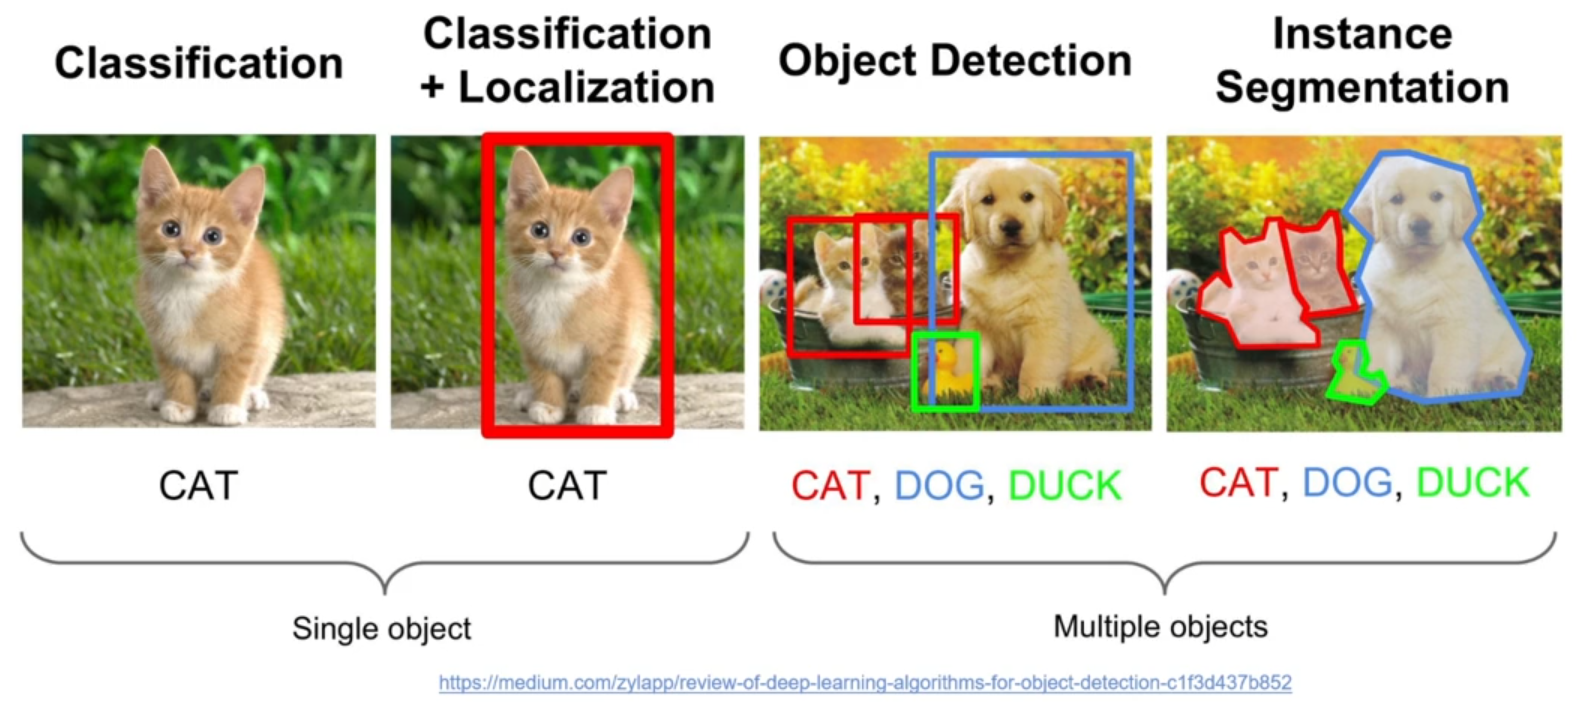 Classification
Classification
+ Localization
Object Detection
Instance
Segmentation
CAT
CAT
CAT, DOG, DUCK
CAT, DOG, DUCK
Single object
Multiple objects
https://medium.com/zylapp/review-of-deep-learning-algorithms-for-object-detection-c1f3d437b852